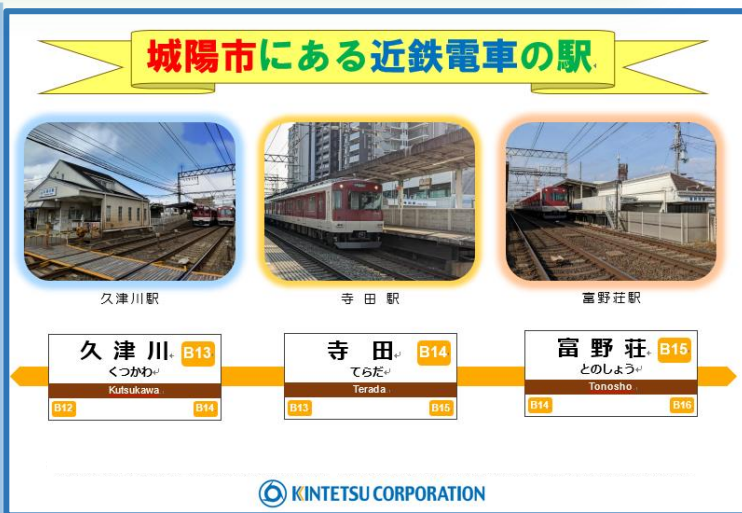 城陽市にある近鉄電車の駅
久津川駅
寺田駅
富野荘駅
久津川 B13
くつかわ
Kutsukawa
B12 B14
寺田 B14
てらだ
Terada
B13 B15
富野荘 B15
とのしょう
Tonosho
B14 B16
KINTETSU CORPORATION